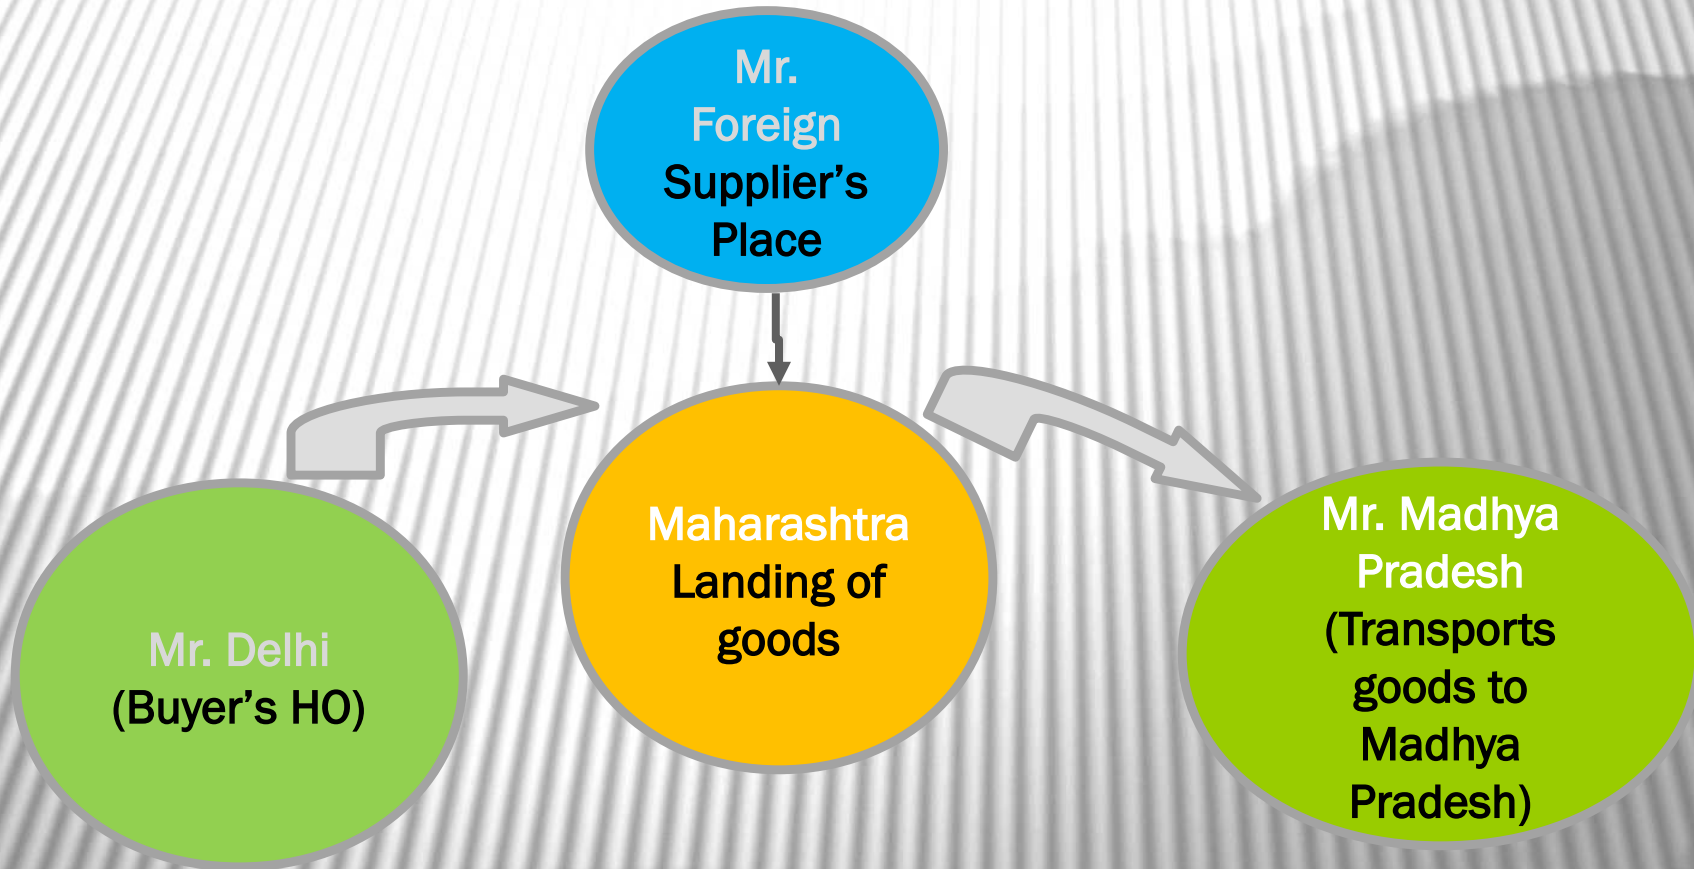 Mr.
Foreign
Supplier’s
Place
Mr. Delhi
(Buyer’s HO)
Maharashtra
Landing of
goods
Mr. Madhya
Pradesh
(Transports
goods to
Madhya
Pradesh)